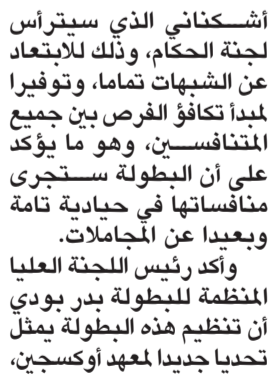 أشكناني الذي سيترأس
لجنة الحكام، وذلك للابتعاد
عن الشبهات تماما، وتوفيرا
لمبدأ تكافؤ الفرص بين جميع
المتنافسين، وهو ما يؤكد
على أن البطولة ستجرى
منافساتها في حيادية تامة
وبعيدا عن المجاملات.
وأكد رئيس اللجنة العليا
المنظمة للبطولة بدر بودي
أن تنظيم هذه البطولة يمثل
تحديا جديدا لمعهد أوكسجين،